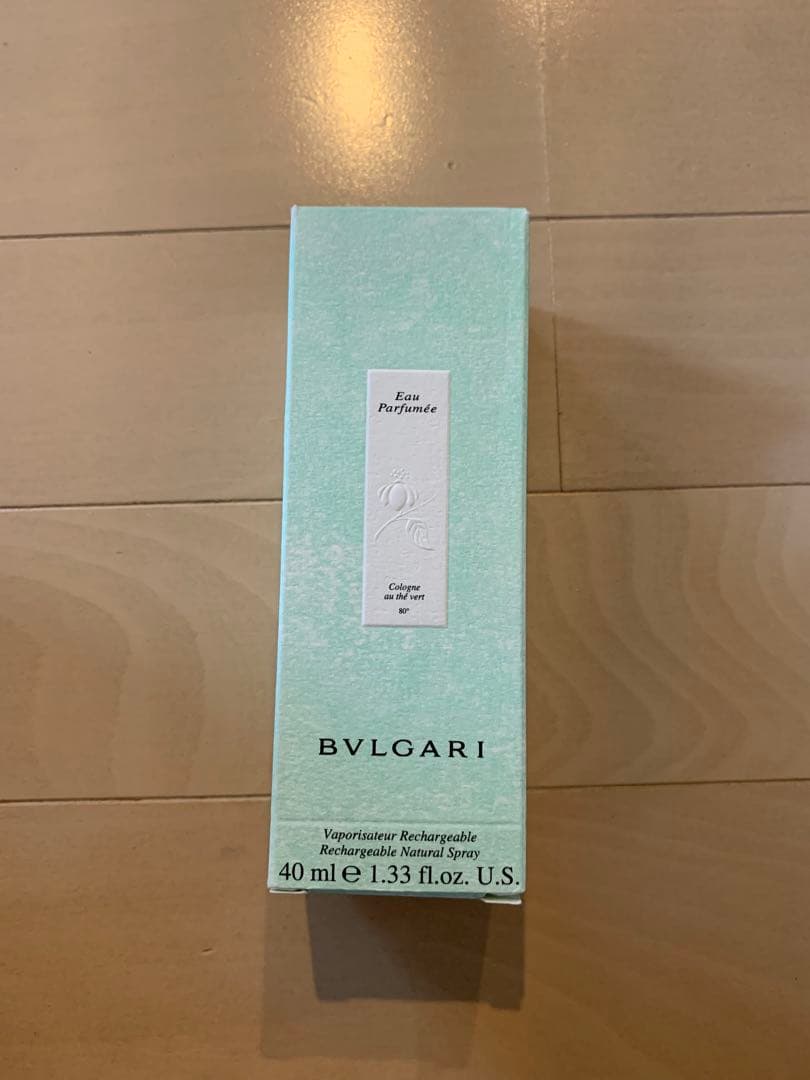 Eau
Parfumée
Cologne
au thé vert
80°
BVLGARI
Vaporisateur Rechargeable
Rechargeable Natural Spray
40 ml ℮ 1.33 fl.oz. U.S.